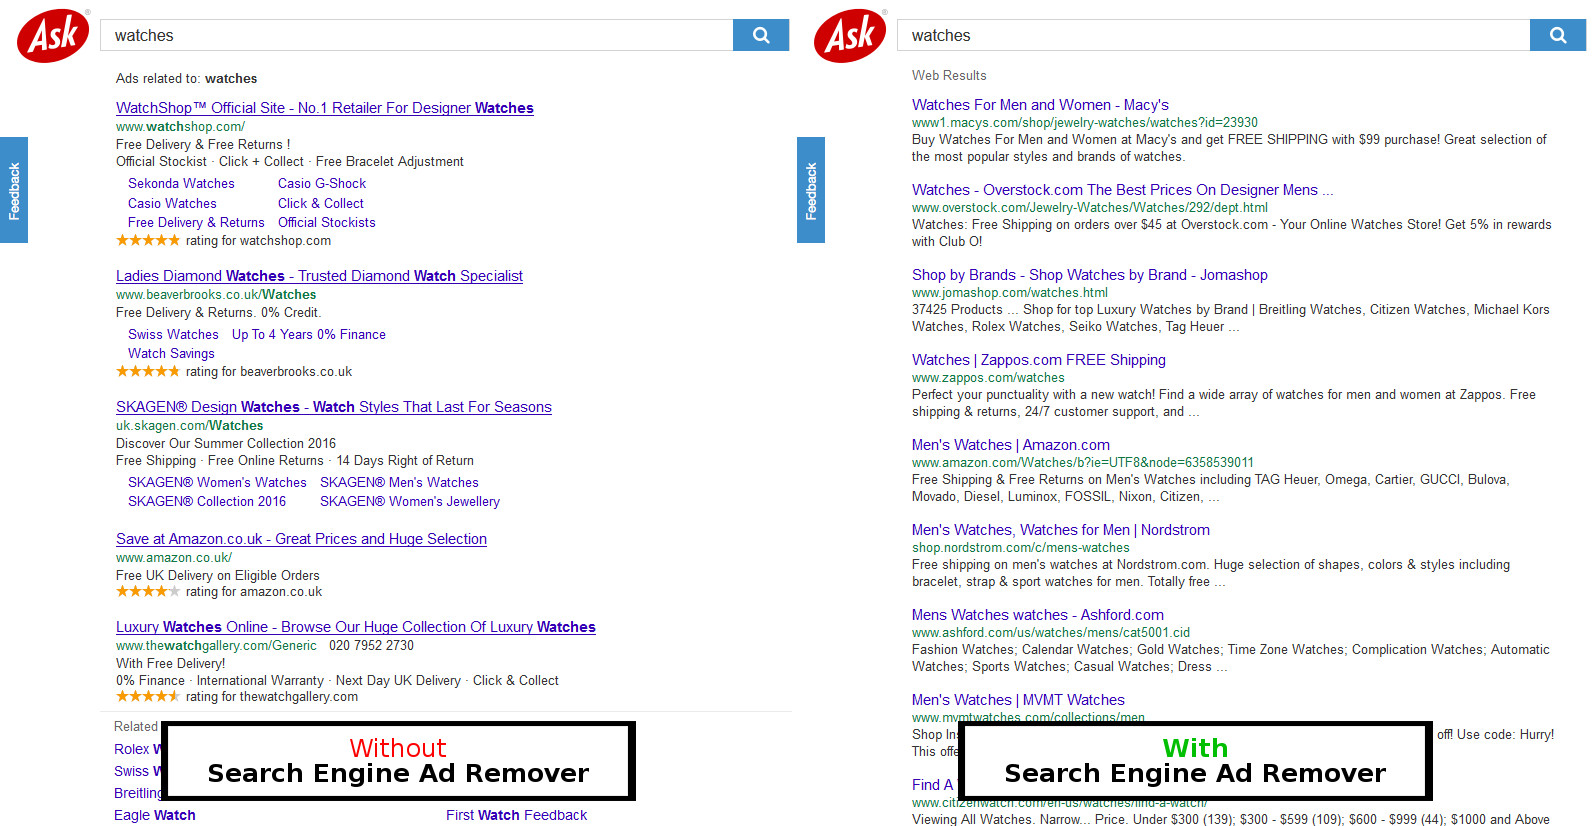 Ask®
watches
Feedback
Ads related to: watches
WatchShop™ Official Site - No.1 Retailer For Designer Watches
www.watchshop.com/
Free Delivery & Free Returns !
Official Stockist · Click + Collect · Free Bracelet Adjustment
Sekonda Watches Casio G-Shock
Casio Watches Click & Collect
Free Delivery & Returns Official Stockists
rating for watchshop.com
Ladies Diamond Watches - Trusted Diamond Watch Specialist
www.beaverbrooks.co.uk/Watches
Free Delivery & Returns. 0% Credit.
Swiss Watches Up To 4 Years 0% Finance
Watch Savings
rating for beaverbrooks.co.uk
SKAGEN® Design Watches - Watch Styles That Last For Seasons
uk.skagen.com/Watches
Discover Our Summer Collection 2016
Free Shipping · Free Online Returns · 14 Days Right of Return
SKAGEN® Women's Watches SKAGEN® Men's Watches
SKAGEN® Collection 2016 SKAGEN® Women's Jewellery
Save at Amazon.co.uk - Great Prices and Huge Selection
www.amazon.co.uk/
Free UK Delivery on Eligible Orders
rating for amazon.co.uk
Luxury Watches Online - Browse Our Huge Collection Of Luxury Watches
www.thewatchgallery.com/Generic 020 7952 2730
With Free Delivery!
0% Finance · International Warranty · Next Day UK Delivery · Click & Collect
rating for thewatchgallery.com
Related
Rolex
Swiss
Breitling
Eagle Watch First Watch Feedback
Without
Search Engine Ad Remover
Ask®
watches
Feedback
Web Results
Watches For Men and Women - Macy's
www1.macys.com/shop/jewelry-watches/watches?id=23930
Buy Watches For Men and Women at Macy's and get FREE SHIPPING with $99 purchase! Great selection of
the most popular styles and brands of watches.
Watches - Overstock.com The Best Prices On Designer Mens ...
www.overstock.com/Jewelry-Watches/Watches/292/dept.html
Watches: Free Shipping on orders over $45 at Overstock.com - Your Online Watches Store! Get 5% in rewards
with Club O!
Shop by Brands - Shop Watches by Brand - Jomashop
www.jomashop.com/watches.html
37425 Products ... Shop for top Luxury Watches by Brand | Breitling Watches, Citizen Watches, Michael Kors
Watches, Rolex Watches, Seiko Watches, Tag Heuer ...
Watches | Zappos.com FREE Shipping
www.zappos.com/watches
Perfect your punctuality with a new watch! Find a wide array of watches for men and women at Zappos. Free
shipping & returns, 24/7 customer support, and ...
Men's Watches | Amazon.com
www.amazon.com/Watches/b?ie=UTF8&node=6358539011
Free Shipping & Free Returns on Men's Watches including TAG Heuer, Omega, Cartier, GUCCI, Bulova,
Movado, Diesel, Luminox, FOSSIL, Nixon, Citizen, ...
Men's Watches, Watches for Men | Nordstrom
shop.nordstrom.com/c/mens-watches
Free shipping on men's watches at Nordstrom.com. Huge selection of shapes, colors & styles including
bracelet, strap & sport watches for men. Totally free ...
Mens Watches watches - Ashford.com
www.ashford.com/us/watches/mens/cat5001.cid
Fashion Watches; Calendar Watches; Gold Watches; Time Zone Watches; Complication Watches; Automatic
Watches; Sports Watches; Casual Watches; Dress ...
Men's Watches | MVMT Watches
www.mvmtwatches.com/collections/men
Shop off! Use code: Hurry!
This
Find A
www.citizenwatch.com/en-us/watches/find-a-watch/
Viewing All Watches. Narrow... Price. Under $300 (139); $300 - $599 (109); $600 - $999 (44); $1000 and Above
With
Search Engine Ad Remover